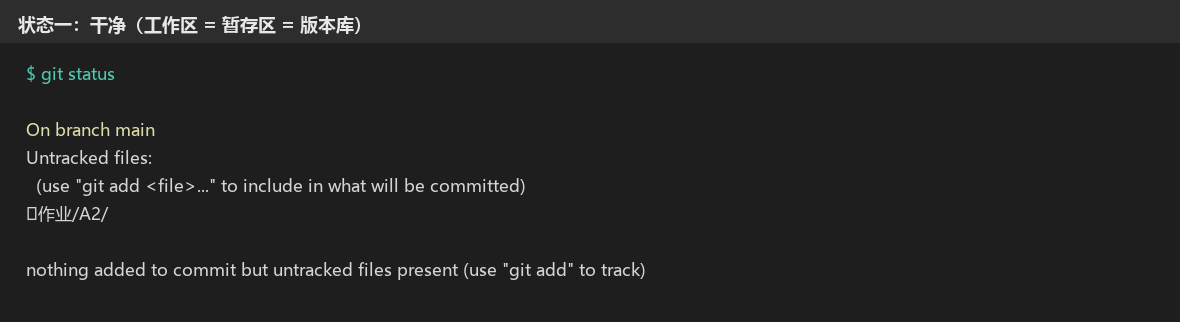 状态一：干净（工作区 = 暂存区 = 版本库）
$ git status
On branch main
Untracked files:
(use "git add <file>..." to include in what will be committed)
作业/A2/
nothing added to commit but untracked files present (use "git add" to track)